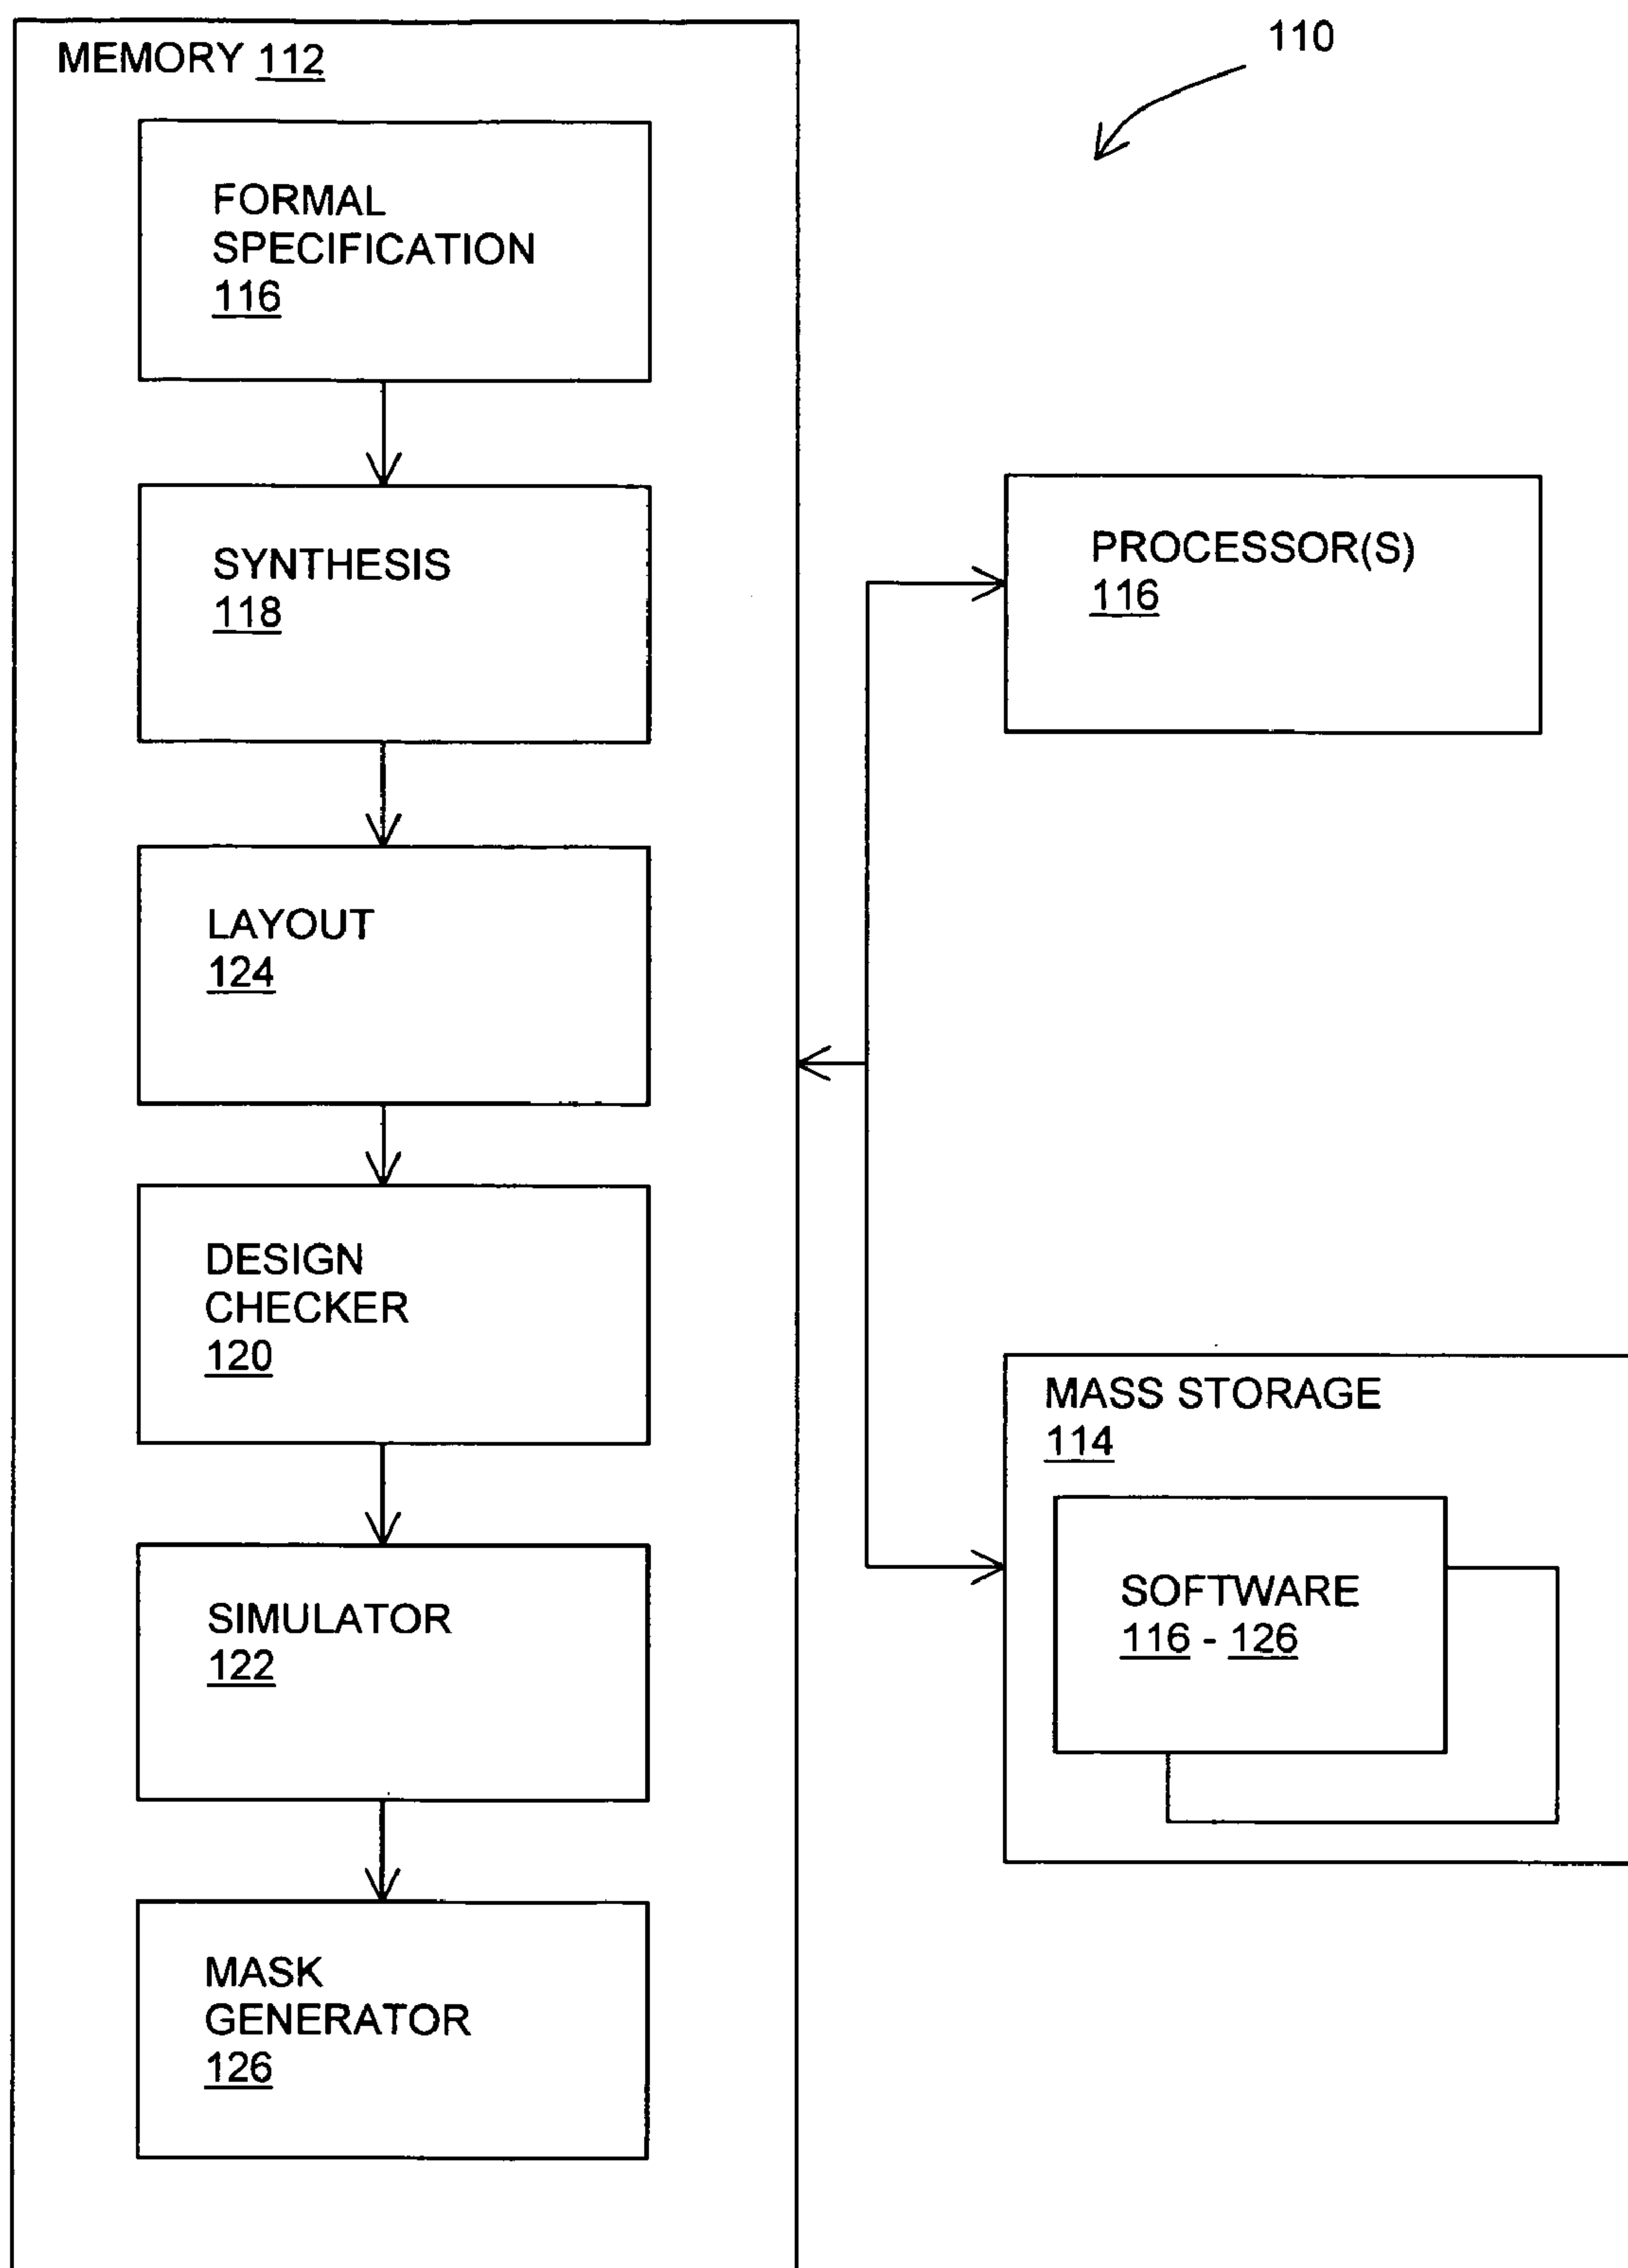 110
MEMORY 112
FORMAL
SPECIFICATION
116
SYNTHESIS
118
LAYOUT
124
DESIGN
CHECKER
120
SIMULATOR
122
MASK
GENERATOR
126
PROCESSOR(S)
116
MASS STORAGE
114
SOFTWARE
116 - 126